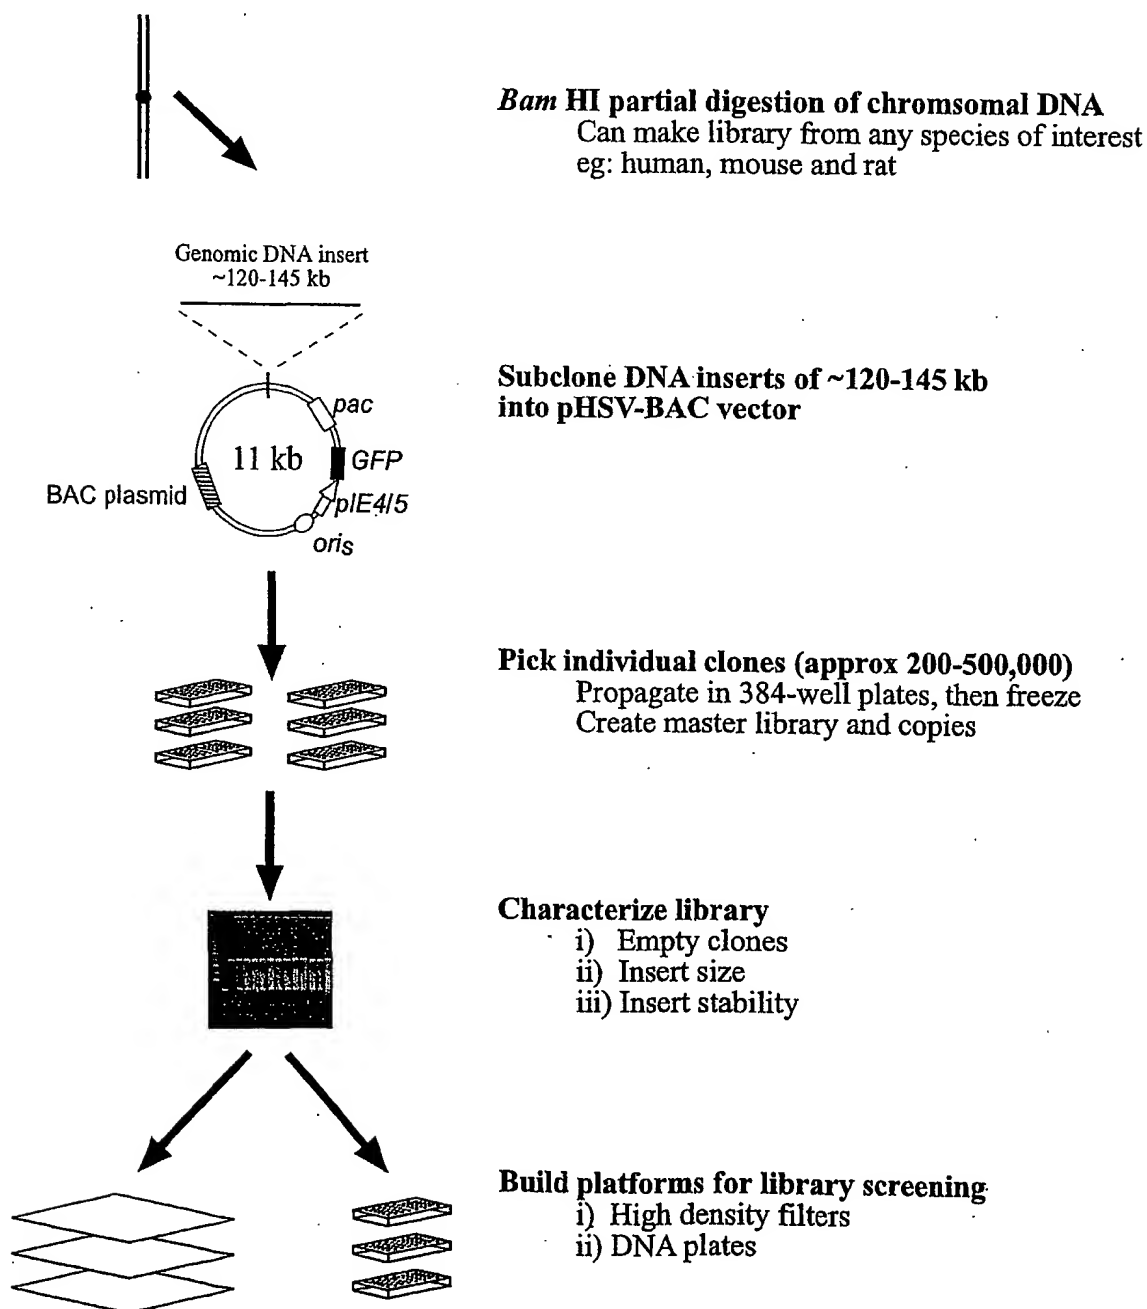 Bam HI partial digestion of chromsomal DNA
Can make library from any species of interest
eg: human, mouse and rat
Genomic DNA insert
~120-145 kb
Subclone DNA inserts of ~120-145 kb
into pHSV-BAC vector
pac
11 kb
GFP
BAC plasmid
pIE4/5
oris
Pick individual clones (approx 200-500,000)
Propagate in 384-well plates, then freeze
Create master library and copies
Characterize library
i) Empty clones
ii) Insert size
iii) Insert stability
Build platforms for library screening
i) High density filters
ii) DNA plates